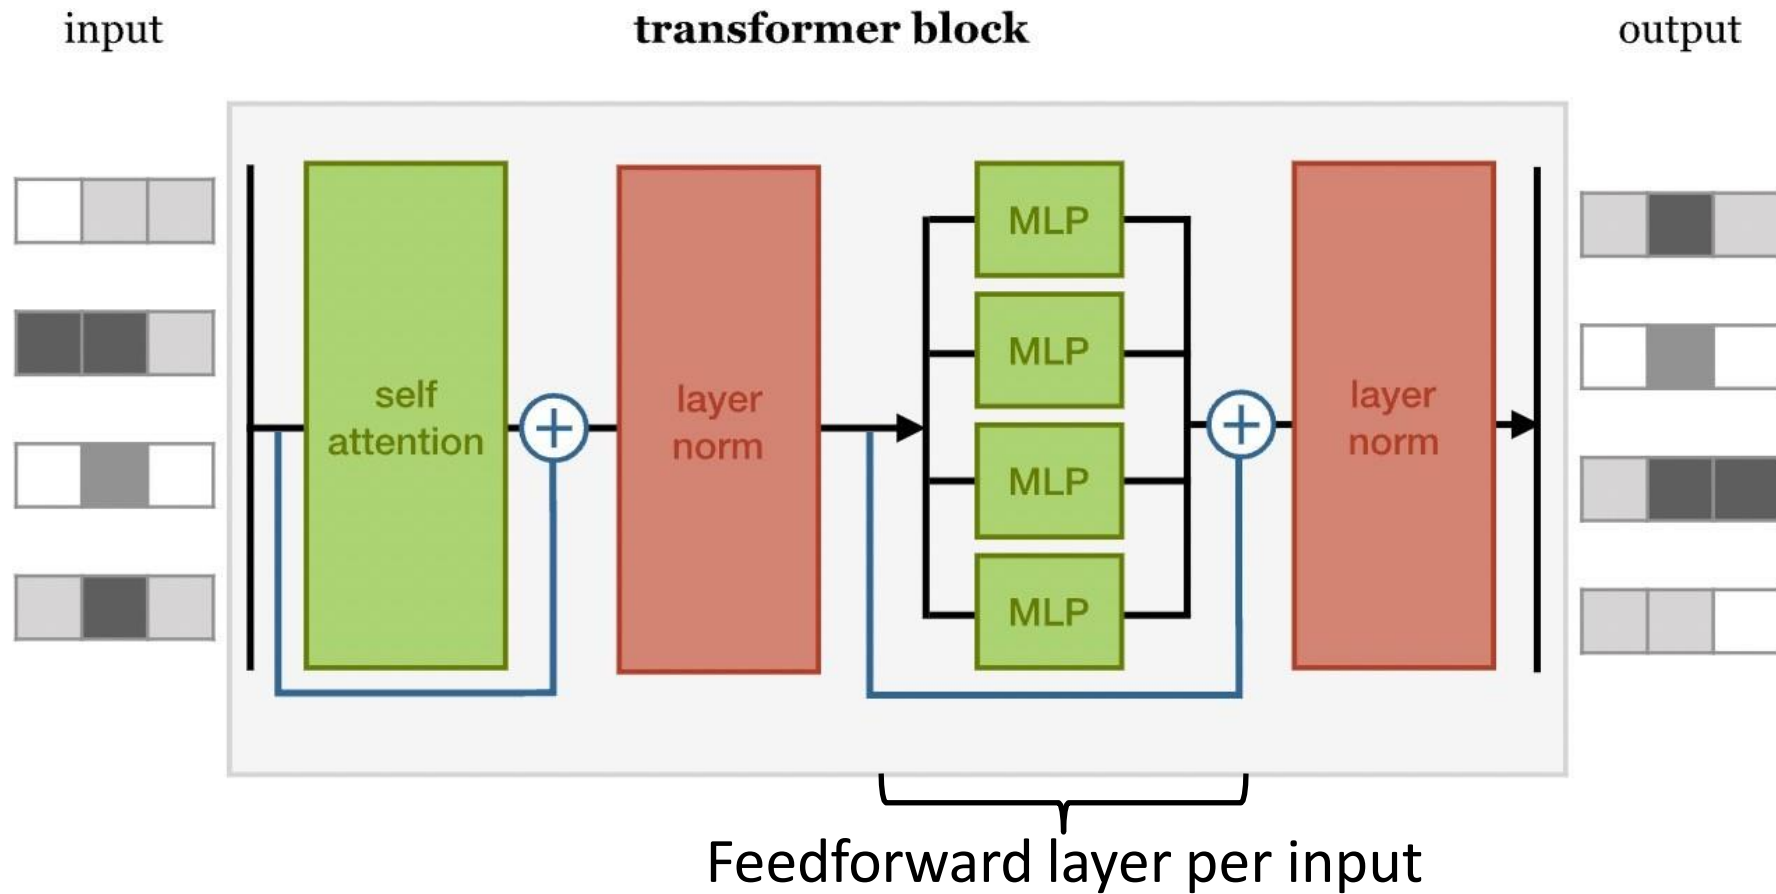 input
transformer block
output
self
attention
+
layer
norm
MLP
MLP
MLP
MLP
+
layer
norm
Feedforward layer per input